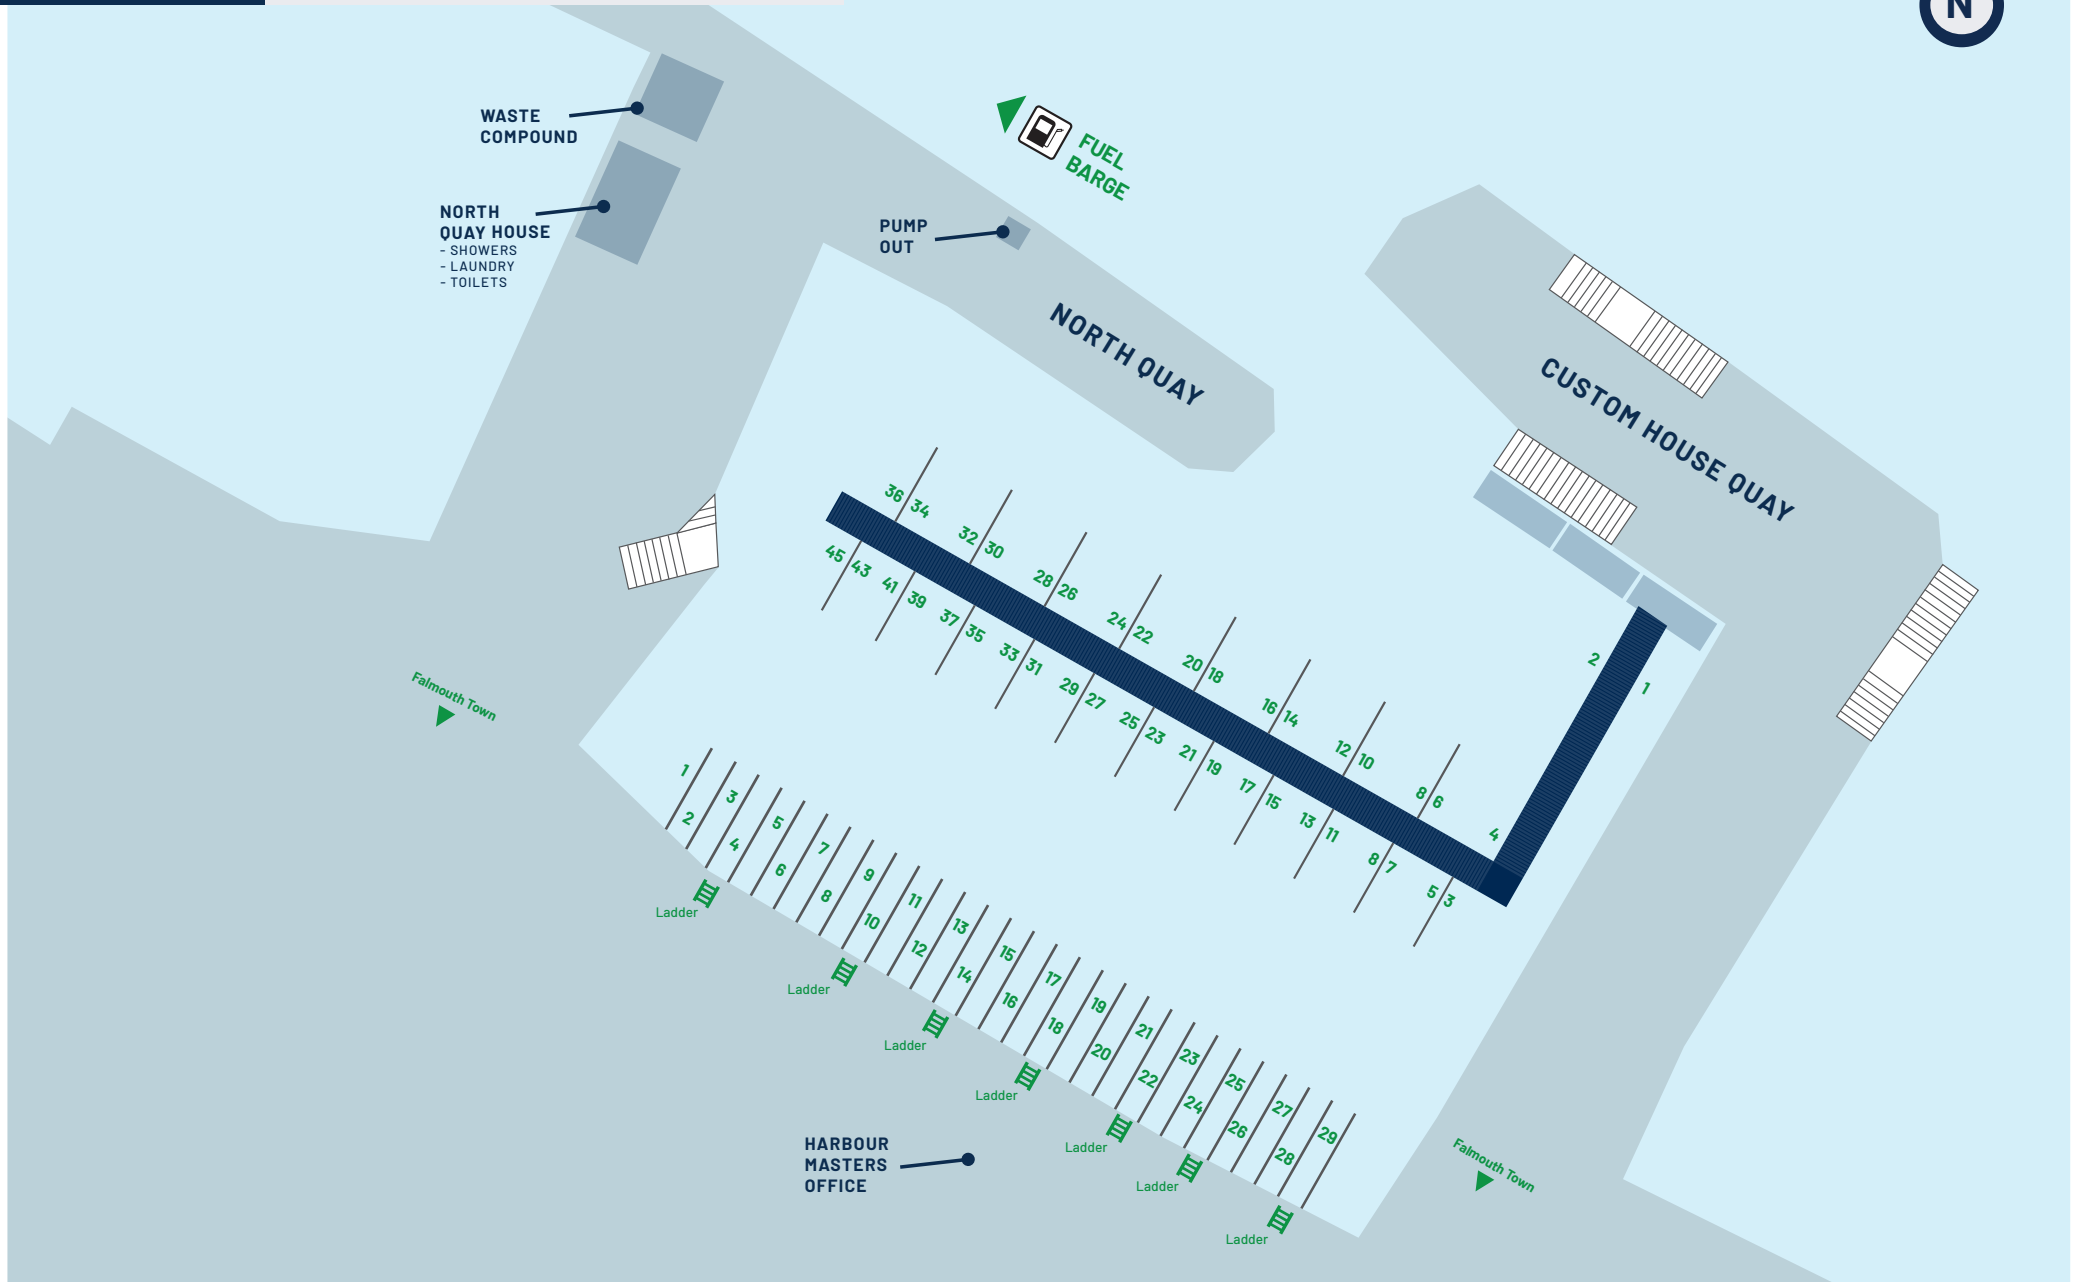 N
WASTE
COMPOUND
FUEL
BARGE
NORTH
QUAY HOUSE
- SHOWERS
- LAUNDRY
- TOILETS
PUMP
OUT
NORTH QUAY
CUSTOM HOUSE QUAY
36 34
32 30
28 26
24 22
20 18
16 14
12 10
8 6
4
2
1
45 43
41 39
37 35
33 31
29 27
25 23
21 19
17 15
13 11
8 7
5 3
Falmouth Town
1
3
5
7
9
11
13
15
17
19
21
23
25
27
29
2
4
6
8
10
12
14
16
18
20
22
24
26
28
Ladder
Ladder
Ladder
Ladder
Ladder
Ladder
Ladder
HARBOUR
MASTERS
OFFICE
Falmouth Town